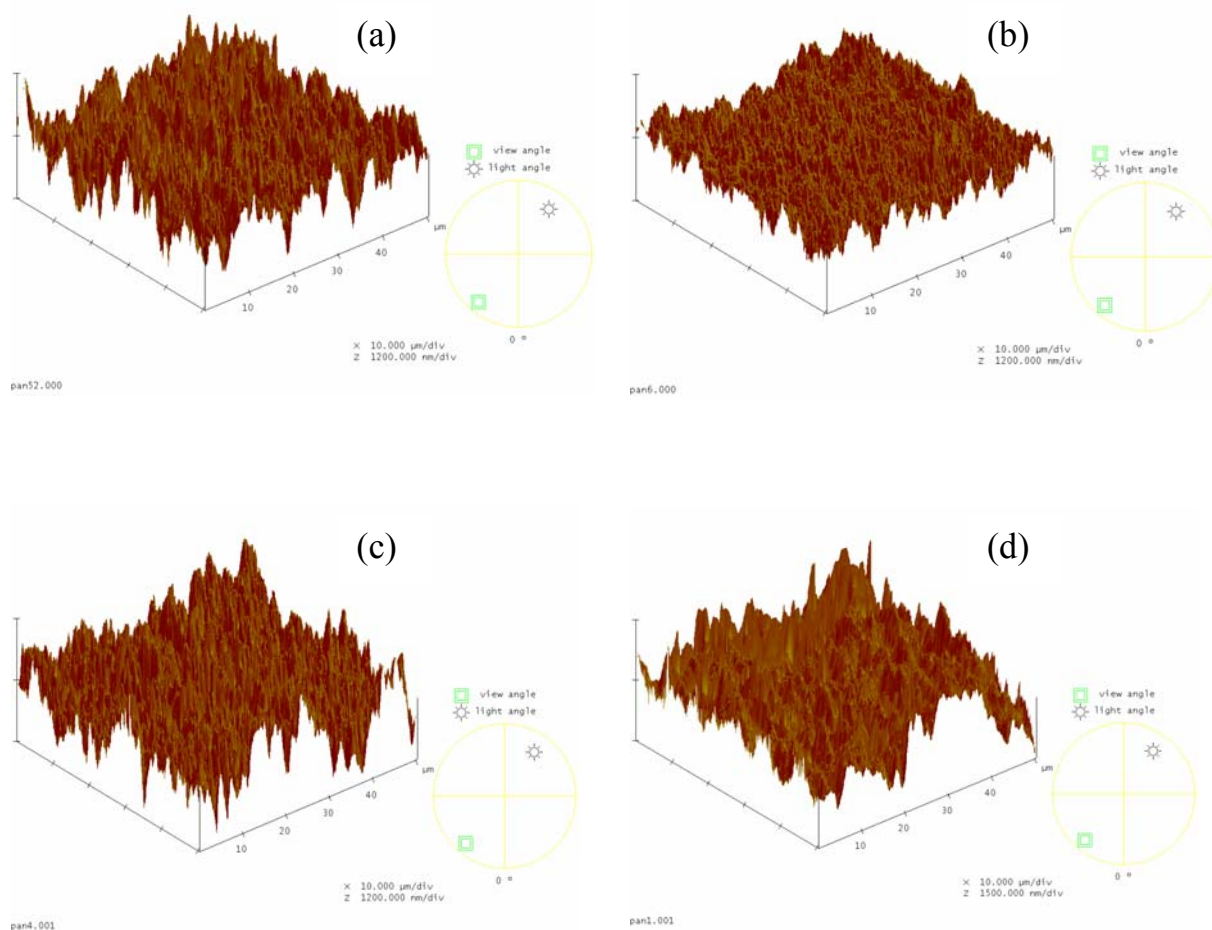 (a)
view angle
light angle
µm
40
30
20
10
0 º
X 10.000 µm/div
Z 1200.000 nm/div
pan52.000
(b)
view angle
light angle
µm
40
30
20
10
0 º
X 10.000 µm/div
Z 1200.000 nm/div
pan6.000
(c)
view angle
light angle
µm
40
30
20
10
0 º
X 10.000 µm/div
Z 1200.000 nm/div
pan4.001
(d)
view angle
light angle
µm
40
30
20
10
0 º
X 10.000 µm/div
Z 1500.000 nm/div
pan1.001